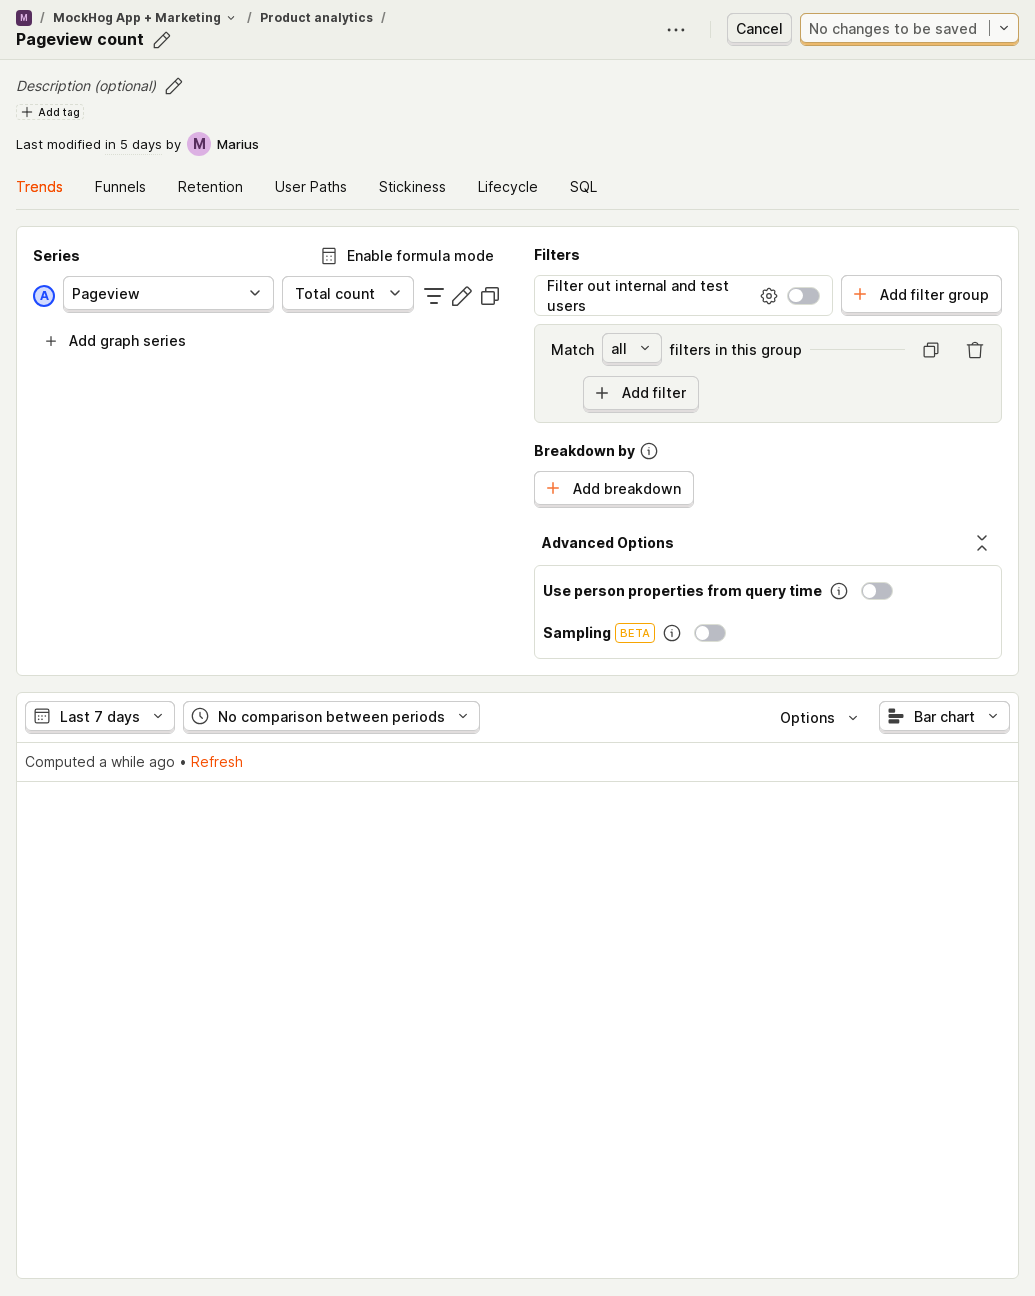 M / MockHog App + Marketing / Product analytics /
Pageview count
Cancel
No changes to be saved
Description (optional)
Add tag
Last modified in 5 days by M Marius
Trends Funnels Retention User Paths Stickiness Lifecycle SQL
Series
Enable formula mode
A Pageview Total count
Add graph series
Filters
Filter out internal and test
users
Add filter group
Match all filters in this group
Add filter
Breakdown by
Add breakdown
Advanced Options
Use person properties from query time
Sampling BETA
Last 7 days No comparison between periods Options Bar chart
Computed a while ago • Refresh